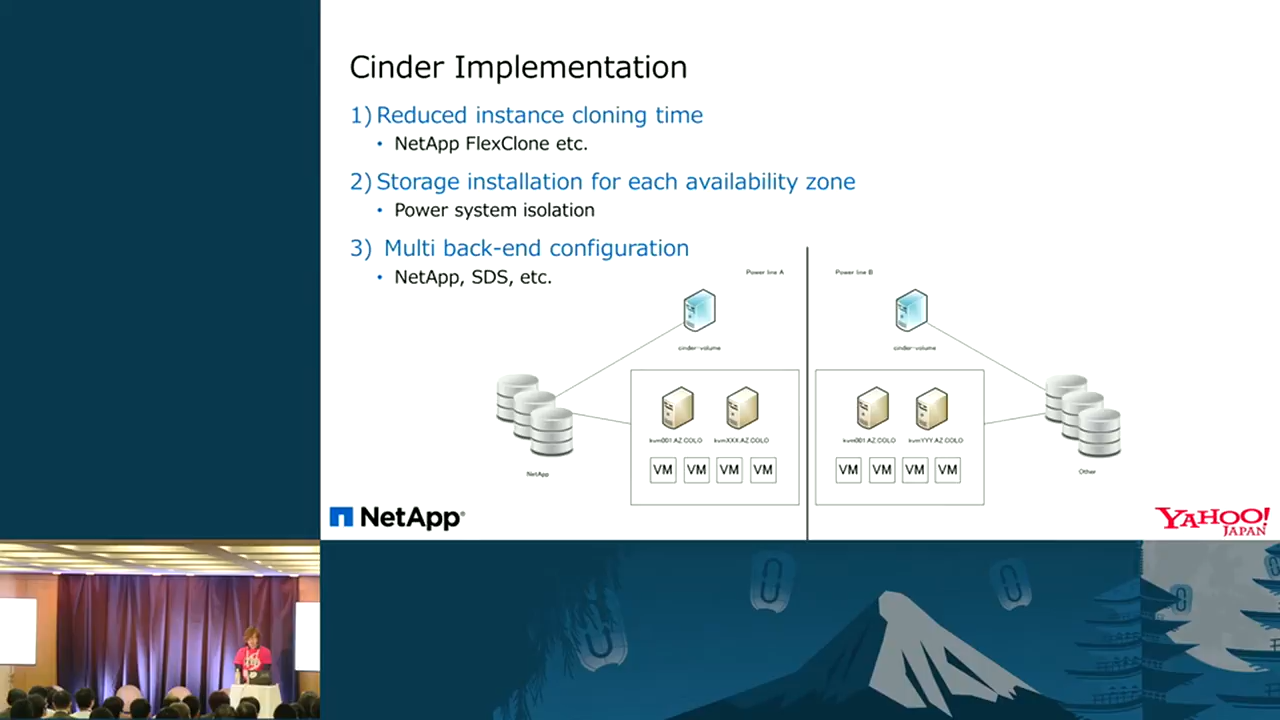 Cinder Implementation
1) Reduced instance cloning time
• NetApp FlexClone etc.
2) Storage installation for each availability zone
• Power system isolation
3) Multi back-end configuration
• NetApp, SDS, etc.
Power line A
Power line B
cinder-volume
cinder-volume
kvm001.AZ.COLO
kvmXXX.AZ.COLO
kvm001.AZ.COLO
kvmYYY.AZ.COLO
VM VM VM VM
VM VM VM VM
NetApp
Other
NetApp®
YAHOO!
JAPAN